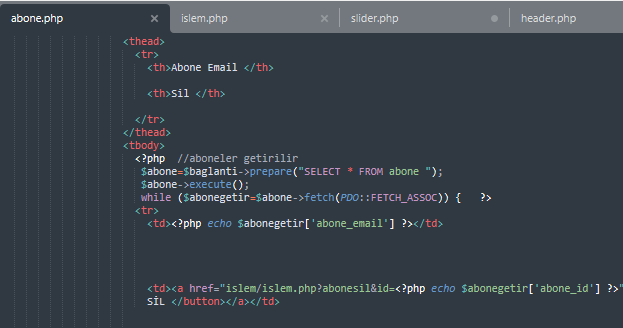 abone.php × islem.php × slider.php header.php
<thead>
<tr>
<th>Abone Email </th>
<th>Sil </th>
</tr>
</thead>
<tbody>
<?php //aboneler getirilir
$abone=$baglanti->prepare("SELECT * FROM abone ");
$abone->execute();
while ($abonegetir=$abone->fetch(PDO::FETCH_ASSOC)) { ?>
<tr>
<td><?php echo $abonegetir['abone_email'] ?></td>
<td><a href="islem/islem.php?abonesil&id=<?php echo $abonegetir['abone_id'] ?>"
SİL </button></a></td>